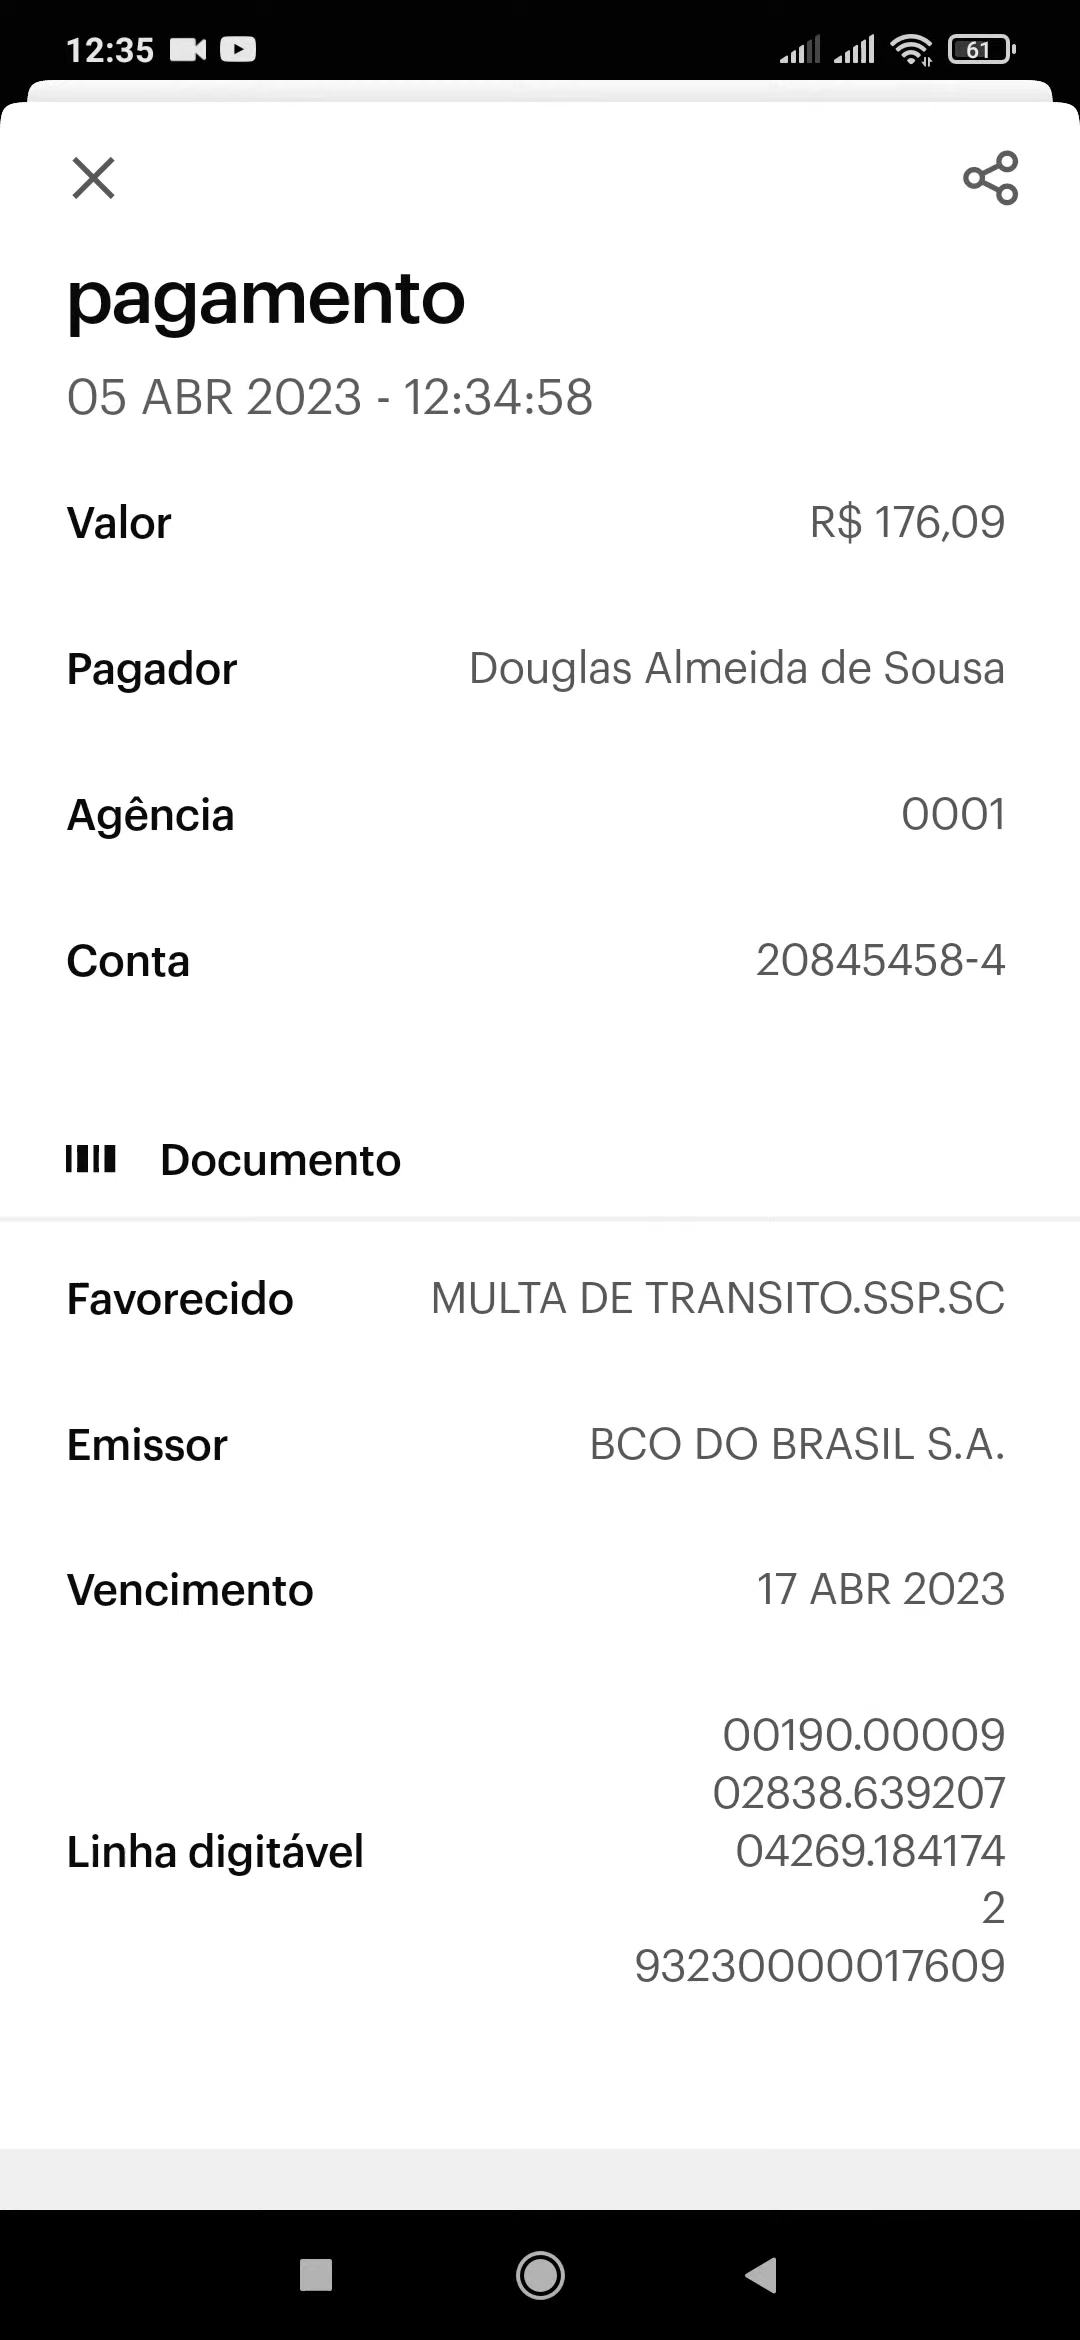 12:35
61
pagamento
05 ABR 2023 - 12:34:58
Valor R$ 176,09
Pagador Douglas Almeida de Sousa
Agência 0001
Conta 20845458-4
Documento
Favorecido MULTA DE TRANSITO.SSP.SC
Emissor BCO DO BRASIL S.A.
Vencimento 17 ABR 2023
Linha digitável
00190.00009
02838.639207
04269.184174
2
93230000017609